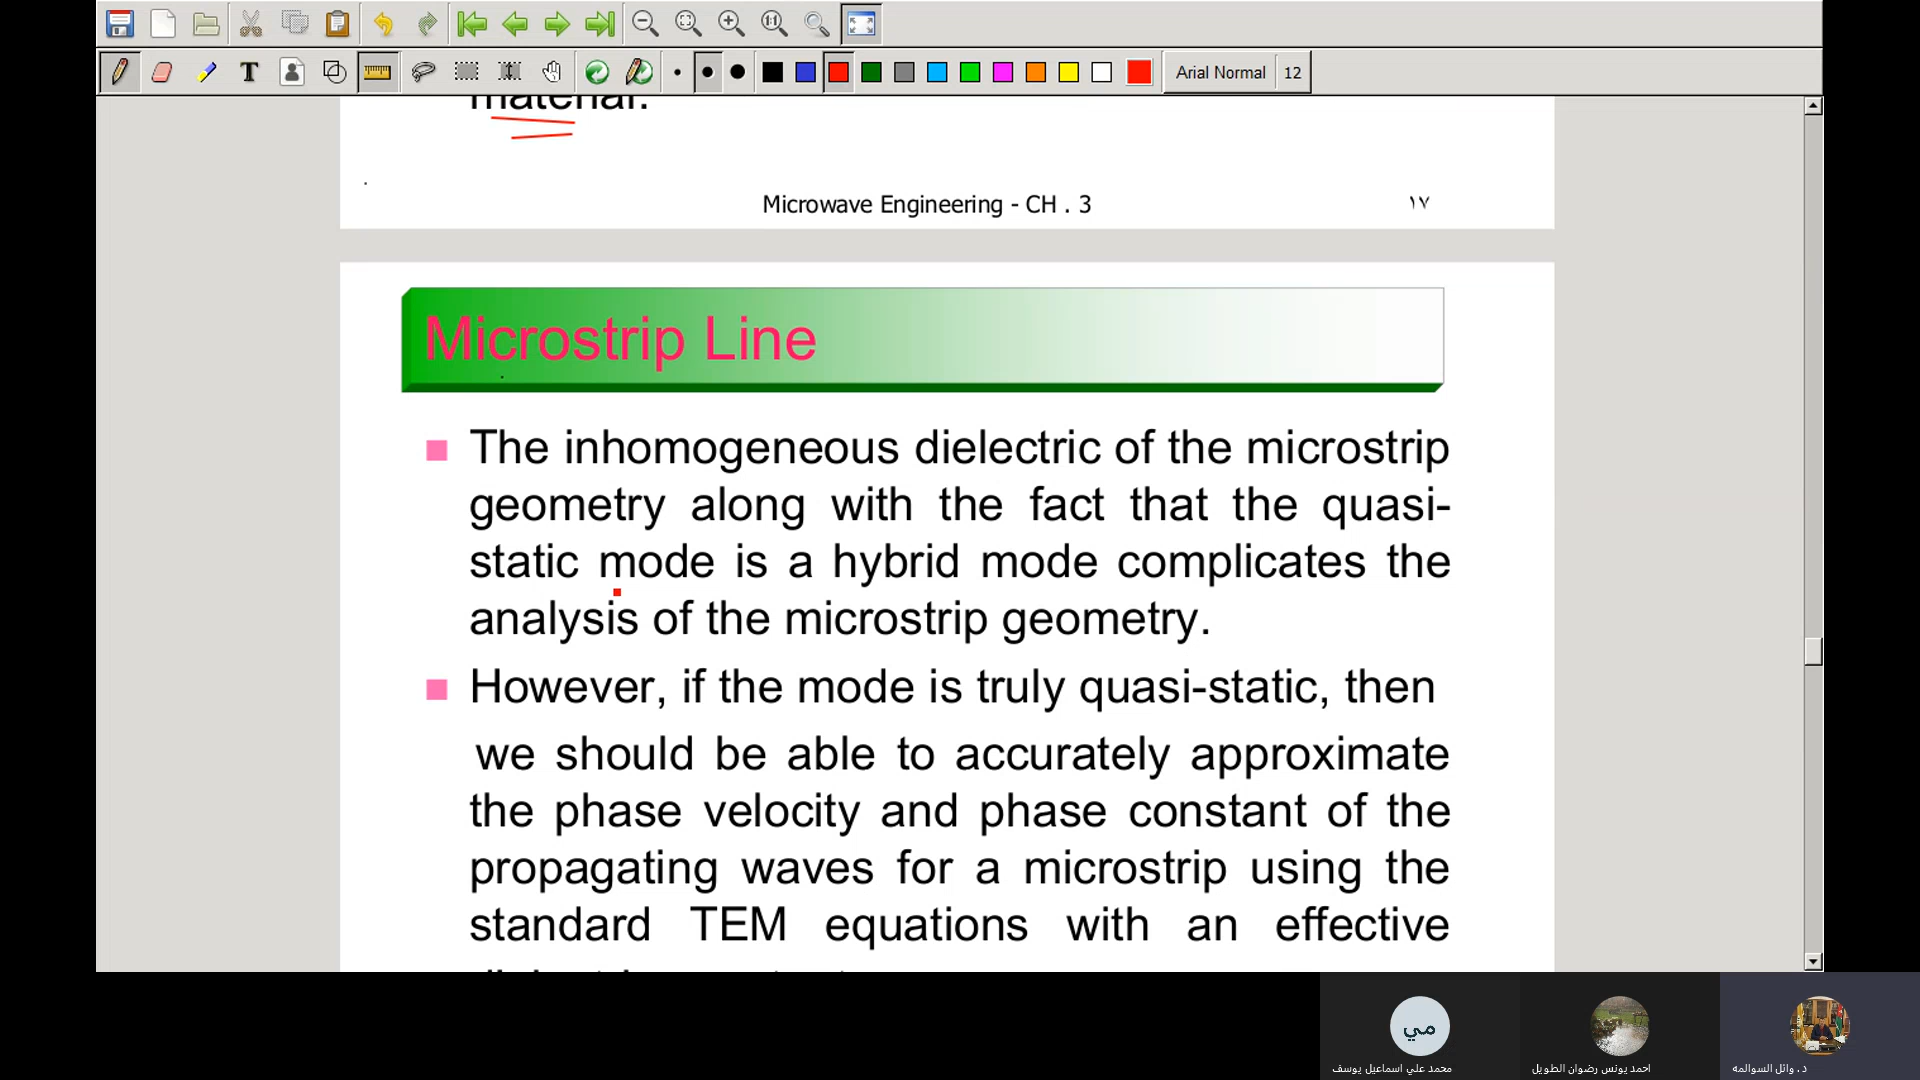 Arial Normal 12
material.
Microwave Engineering - CH . 3
١٧
Microstrip Line
The inhomogeneous dielectric of the microstrip
geometry along with the fact that the quasi-
static mode is a hybrid mode complicates the
analysis of the microstrip geometry.
However, if the mode is truly quasi-static, then
we should be able to accurately approximate
the phase velocity and phase constant of the
propagating waves for a microstrip using the
standard TEM equations with an effective
مي
محمد علي اسماعيل يوسف
احمد يونس رضوان الطويل
د. وائل السوالمه